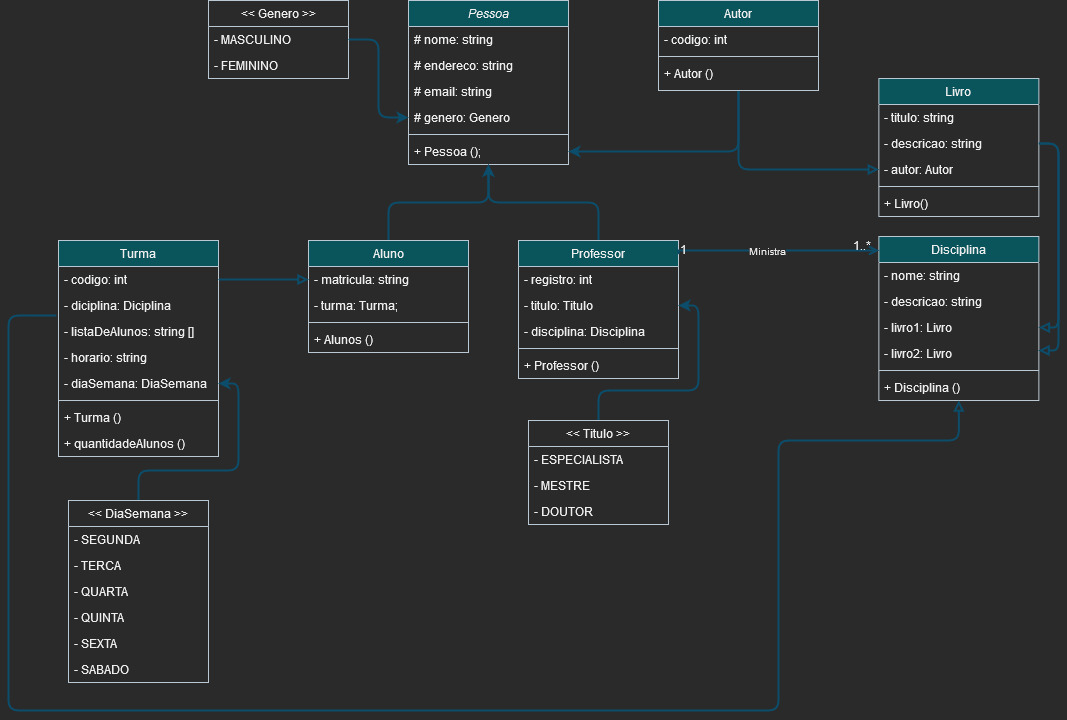 << Genero >>
- MASCULINO
- FEMININO
Pessoa
# nome: string
# endereco: string
# email: string
# genero: Genero
+ Pessoa ();
Autor
- codigo: int
+ Autor ()
Livro
- titulo: string
- descricao: string
- autor: Autor
+ Livro()
Turma
- codigo: int
- diciplina: Diciplina
- listaDeAlunos: string []
- horario: string
- diaSemana: DiaSemana
+ Turma ()
+ quantidadeAlunos ()
Aluno
- matricula: string
- turma: Turma;
+ Alunos ()
Professor
- registro: int
- titulo: Titulo
- disciplina: Disciplina
+ Professor ()
1
Ministra
1..*
Disciplina
- nome: string
- descricao: string
- livro1: Livro
- livro2: Livro
+ Disciplina ()
<< Titulo >>
- ESPECIALISTA
- MESTRE
- DOUTOR
<< DiaSemana >>
- SEGUNDA
- TERCA
- QUARTA
- QUINTA
- SEXTA
- SABADO